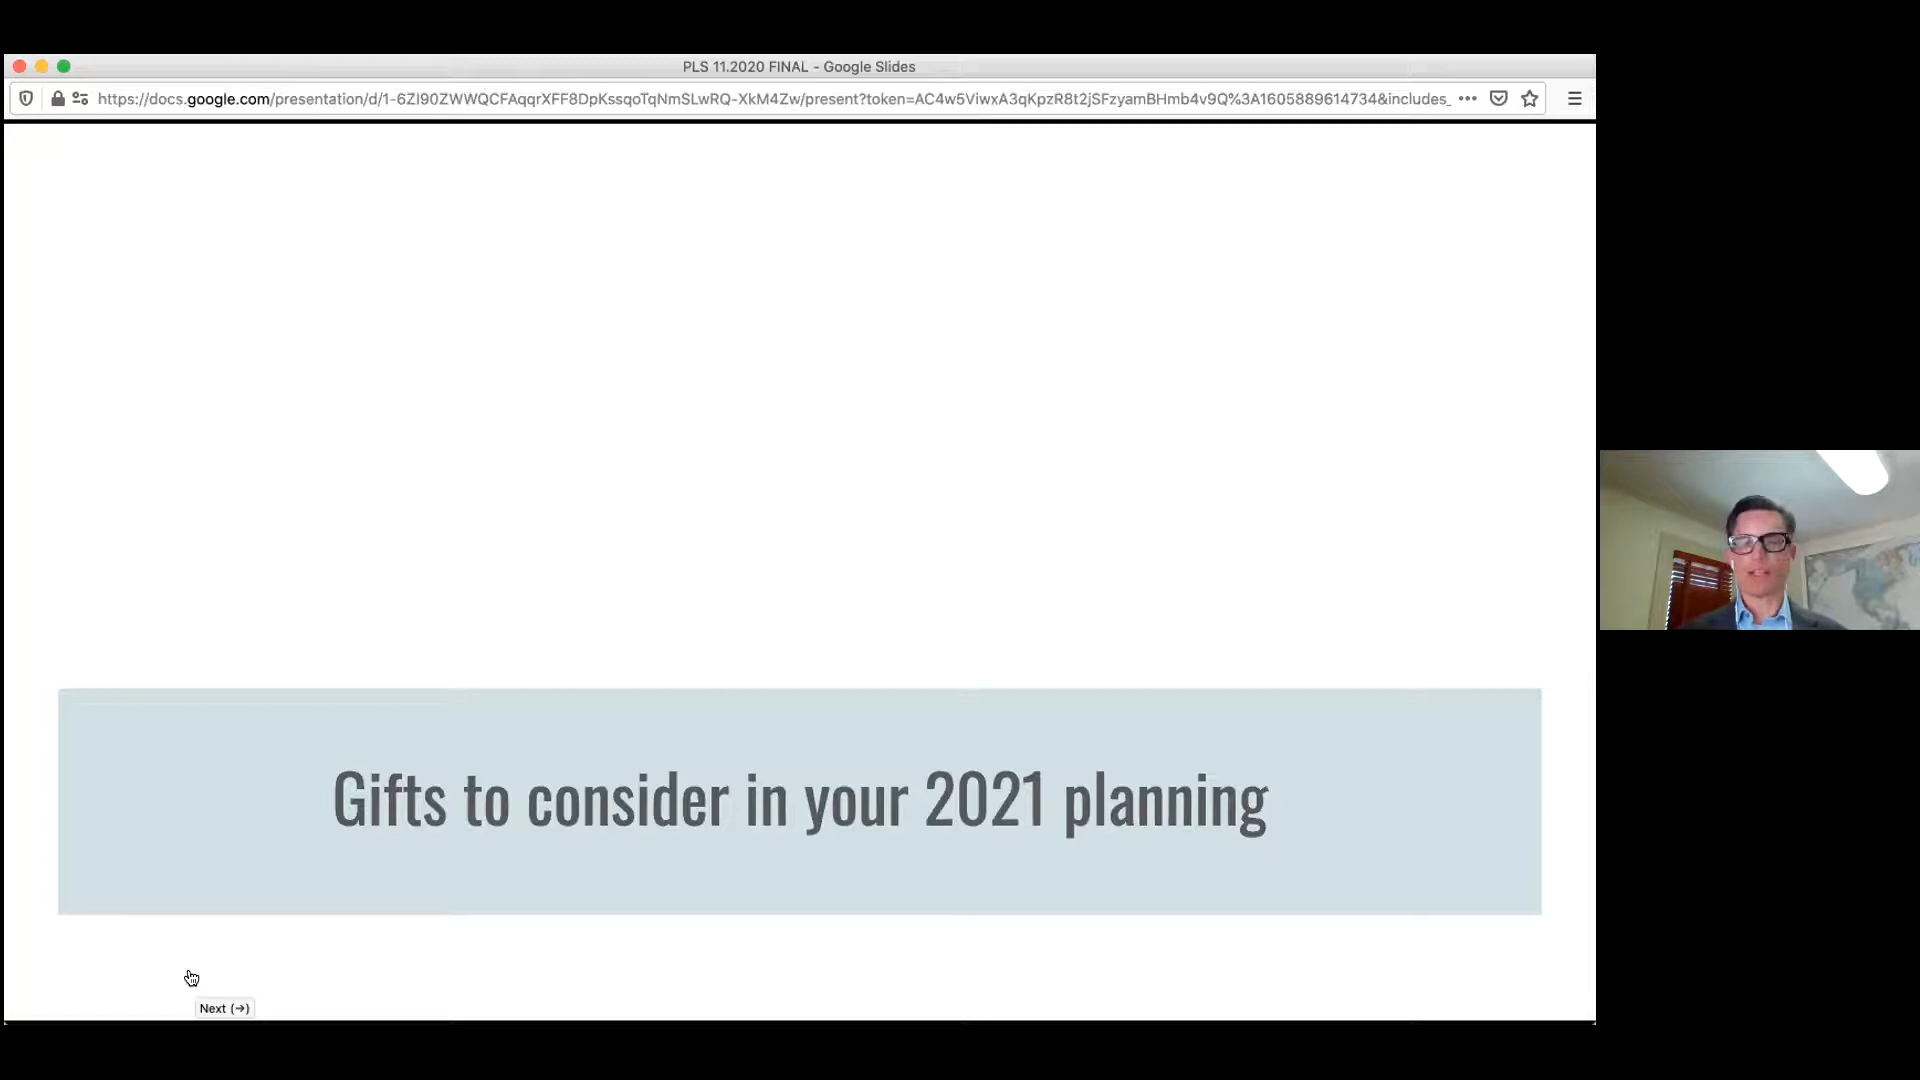 PLS 11.2020 FINAL - Google Slides
https://docs.google.com/presentation/d/1-6ZI90ZWWQCFAqqrXFF8DpKssqoTqNmSLwRQ-XkM4Zw/present?token=AC4w5ViwxA3qKpzR8t2jSFzyamBHmb4v9Q%3A1605889614734&includes_
Gifts to consider in your 2021 planning
Next (→)